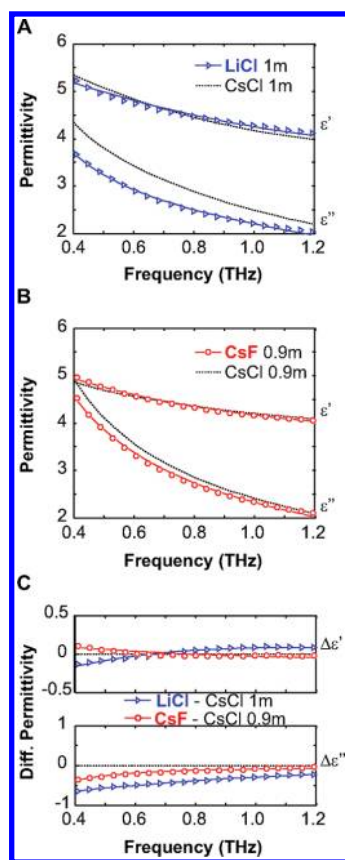 A
6
LiCl 1m
CsCl 1m
5
ε'
4
3
ε''
2
0.4 0.6 0.8 1.0 1.2
Permittivity
Frequency (THz)
B
6
CsF 0.9m
CsCl 0.9m
5
ε'
4
3
ε''
2
0.4 0.6 0.8 1.0 1.2
Permittivity
Frequency (THz)
C
0.5
0
Δε'
-0.5
LiCl - CsCl 1m
CsF - CsCl 0.9m
1
0
Δε''
-1
0.4 0.6 0.8 1.0 1.2
Diff. Permittivity
Frequency (THz)